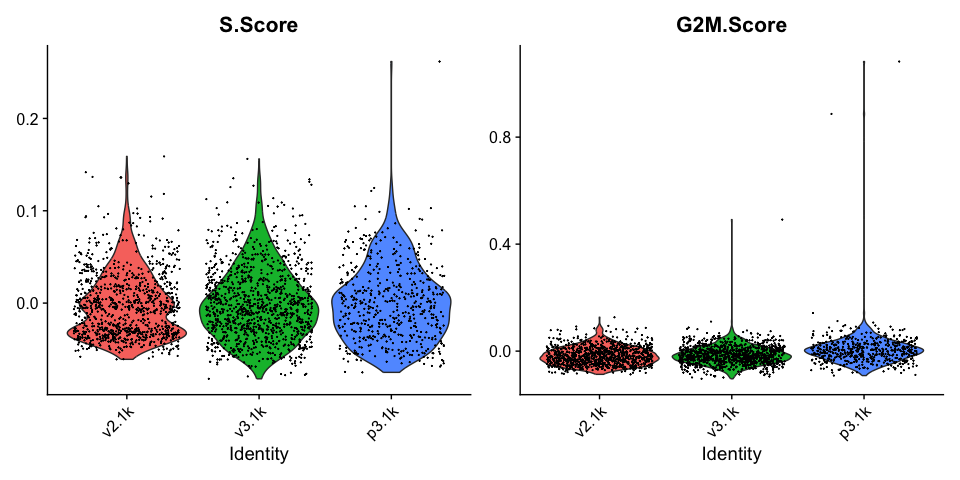 S.Score
0.2
0.1
0.0
v2.1k
v3.1k
p3.1k
Identity
G2M.Score
0.8
0.4
0.0
v2.1k
v3.1k
p3.1k
Identity